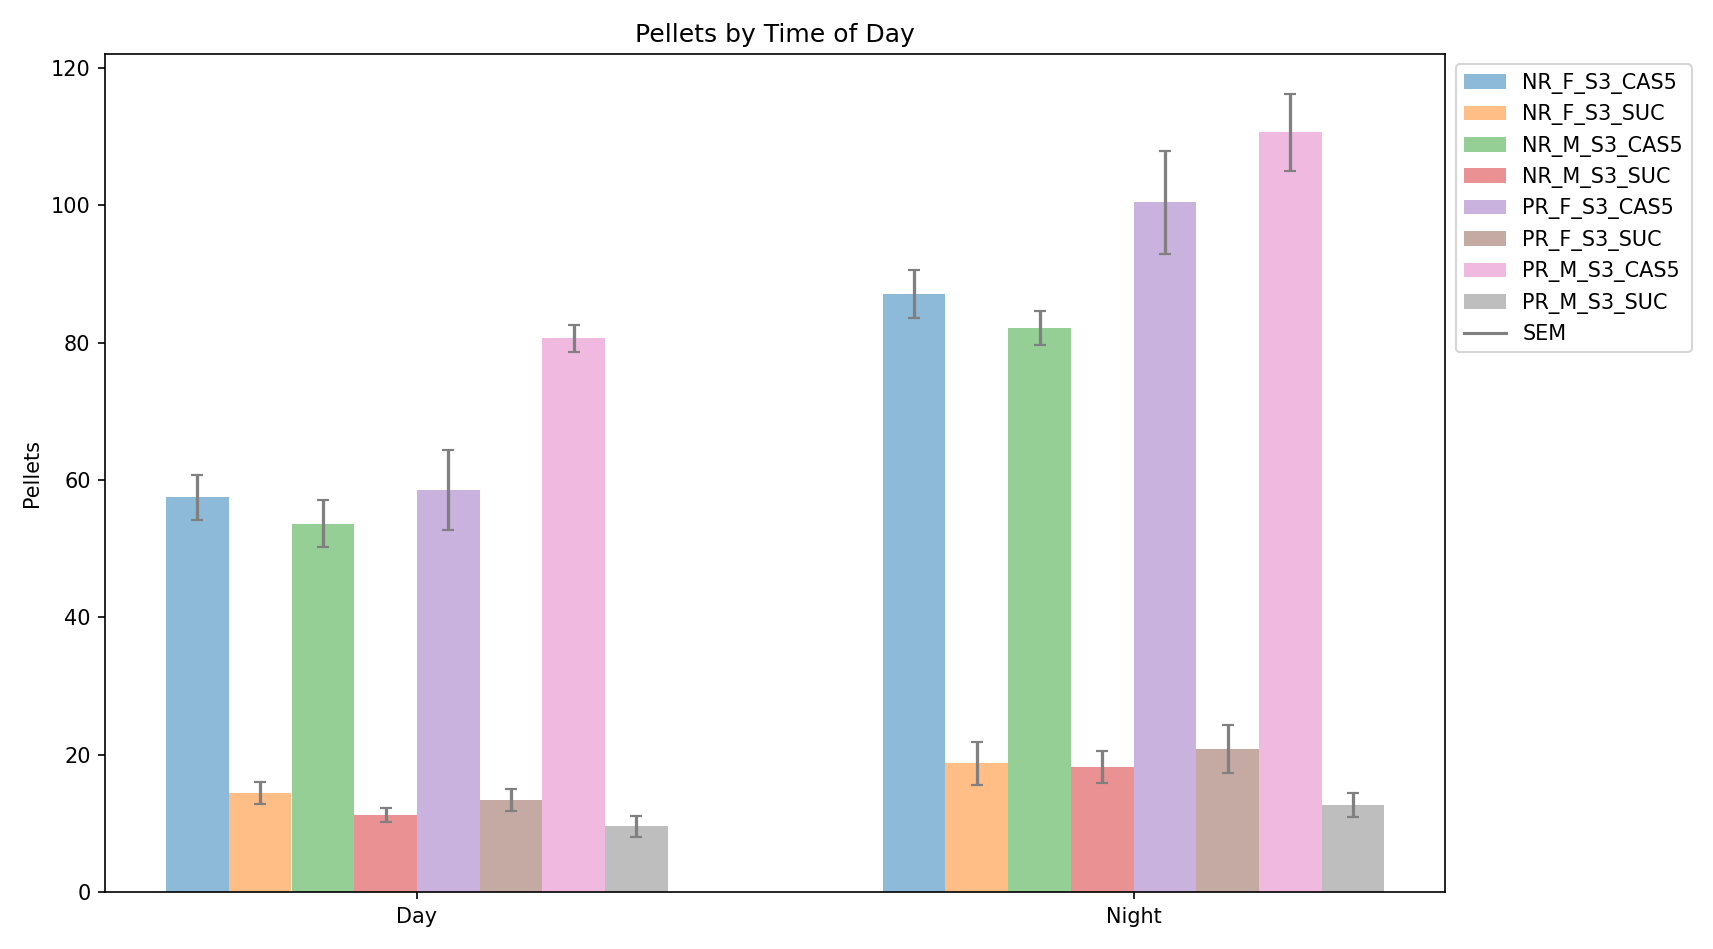 Pellets by Time of Day
120
100
80
60
40
20
0
Pellets
Day
Night
NR_F_S3_CAS5
NR_F_S3_SUC
NR_M_S3_CAS5
NR_M_S3_SUC
PR_F_S3_CAS5
PR_F_S3_SUC
PR_M_S3_CAS5
PR_M_S3_SUC
SEM